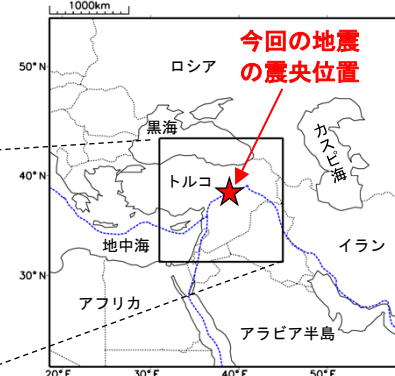 1000km
今回の地震
の震央位置
ロシア
50°N
黒海
カスピ海
40°N
トルコ
地中海
イラン
30°N
アフリカ
アラビア半島
20°E
30°E
40°E
50°E